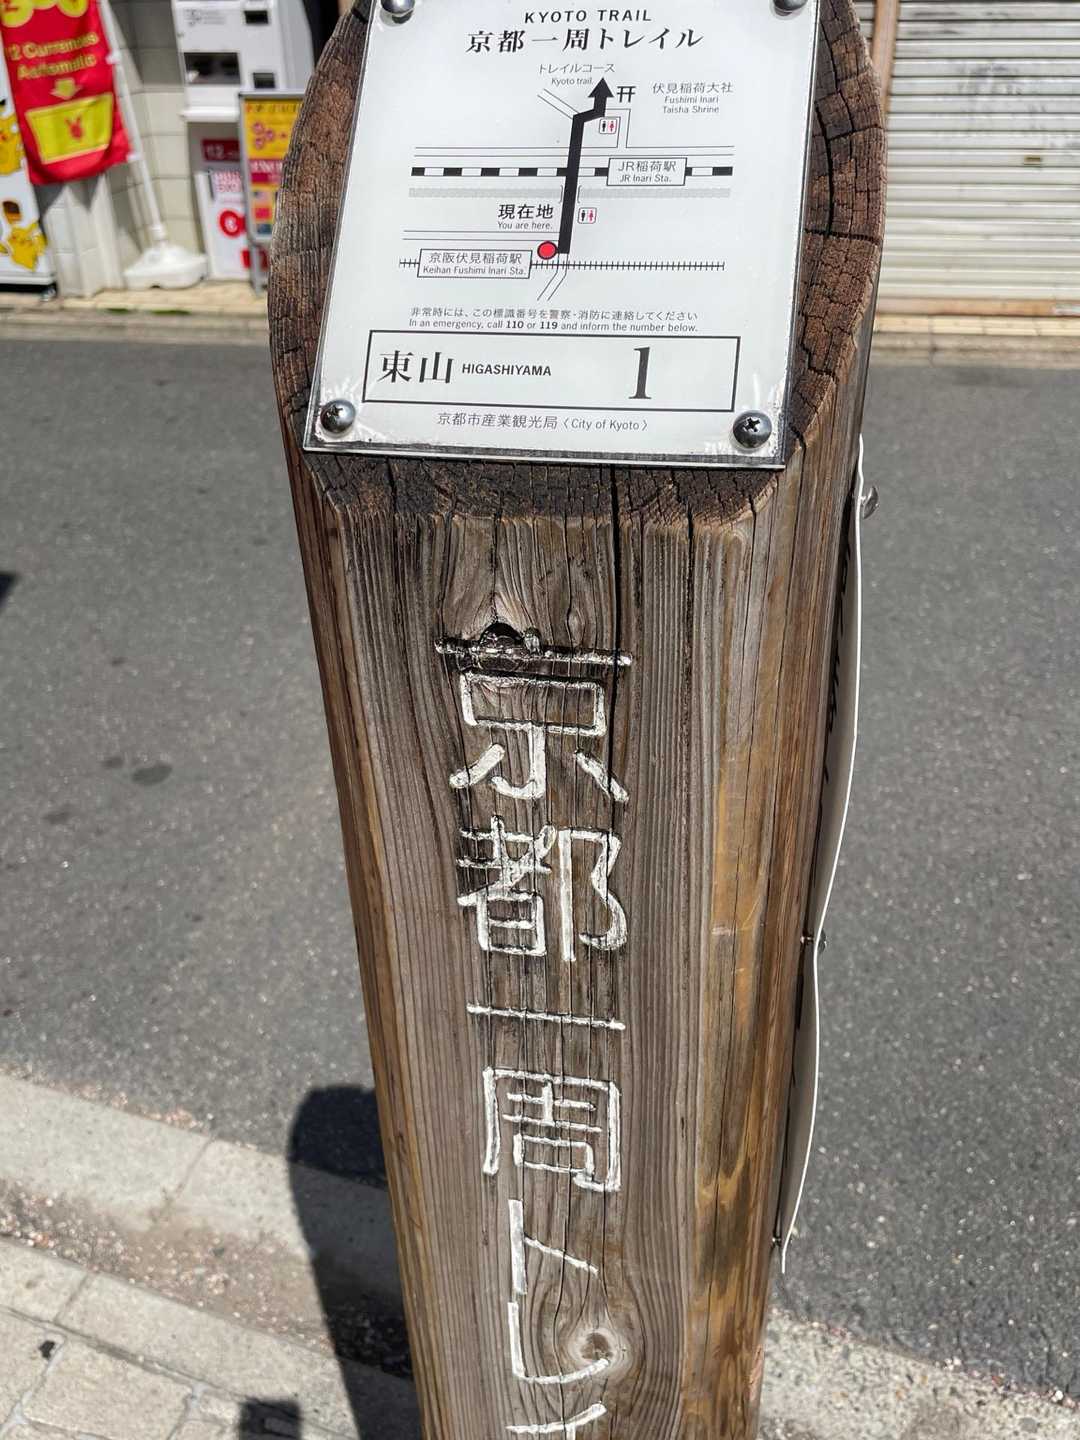 2 Currencies
Automatic
KYOTO TRAIL
京都一周トレイル
トレイルコース
Kyoto trail.
伏見稲荷大社
Fushimi Inari
Taisha Shrine
JR稲荷駅
JR Inari Sta.
現在地
You are here.
京阪伏見稲荷駅
Keihan Fushimi Inari Sta.
非常時には、この標識番号を警察・消防に連絡してください
In an emergency, call 110 or 119 and inform the number below.
東山 HIGASHIYAMA 1
京都市産業観光局〈City of Kyoto〉
京都一周トレイ